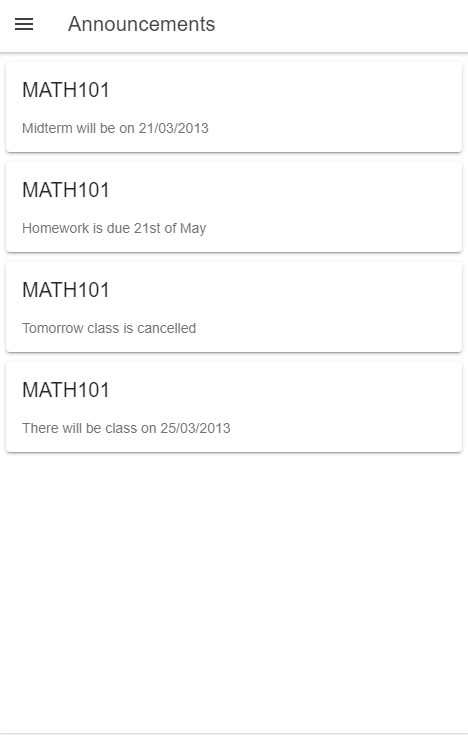 Announcements
MATH101
Midterm will be on 21/03/2013
MATH101
Homework is due 21st of May
MATH101
Tomorrow class is cancelled
MATH101
There will be class on 25/03/2013